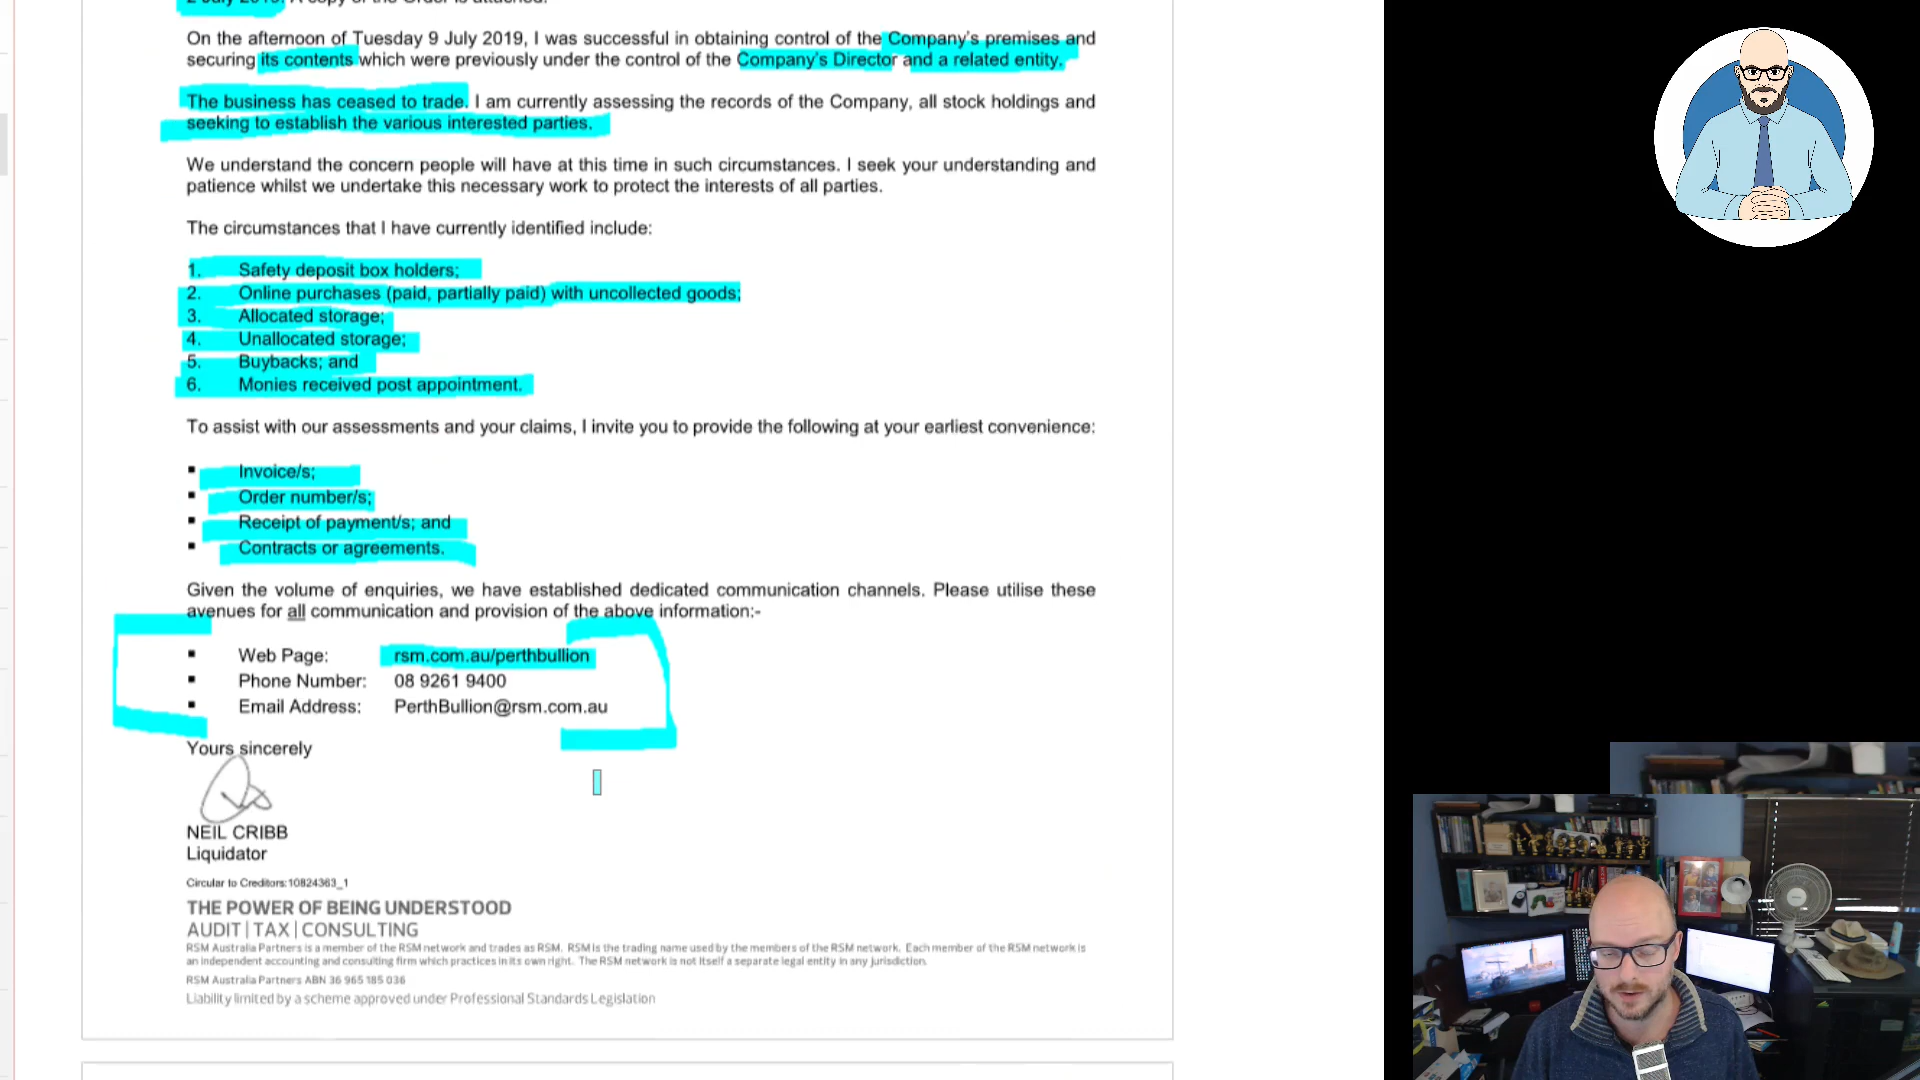 2 July 2019. A copy of the Order is attached.
On the afternoon of Tuesday 9 July 2019, I was successful in obtaining control of the Company's premises and
securing its contents which were previously under the control of the Company's Director and a related entity.
The business has ceased to trade. I am currently assessing the records of the Company, all stock holdings and
seeking to establish the various interested parties.
We understand the concern people will have at this time in such circumstances. I seek your understanding and
patience whilst we undertake this necessary work to protect the interests of all parties.
The circumstances that I have currently identified include:
1. Safety deposit box holders;
2. Online purchases (paid, partially paid) with uncollected goods;
3. Allocated storage;
4. Unallocated storage;
5. Buybacks; and
6. Monies received post appointment.
To assist with our assessments and your claims, I invite you to provide the following at your earliest convenience:
▪ Invoice/s;
▪ Order number/s;
▪ Receipt of payment/s; and
▪ Contracts or agreements.
Given the volume of enquiries, we have established dedicated communication channels. Please utilise these
avenues for all communication and provision of the above information:-
▪ Web Page: rsm.com.au/perthbullion
▪ Phone Number: 08 9261 9400
▪ Email Address: PerthBullion@rsm.com.au
Yours sincerely
NEIL CRIBB
Liquidator
Circular to Creditors:10824363_1
THE POWER OF BEING UNDERSTOOD
AUDIT | TAX | CONSULTING
RSM Australia Partners is a member of the RSM network and trades as RSM. RSM is the trading name used by the members of the RSM network. Each member of the RSM network is
an independent accounting and consulting firm which practices in its own right. The RSM network is not itself a separate legal entity in any jurisdiction.
RSM Australia Partners ABN 36 965 185 036
Liability limited by a scheme approved under Professional Standards Legislation